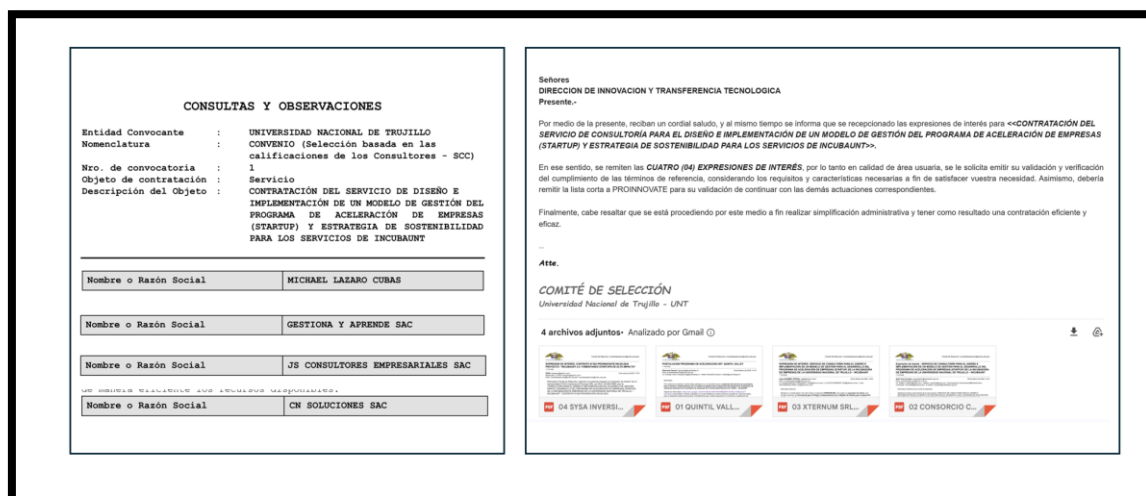 CONSULTAS Y OBSERVACIONES
Entidad Convocante : UNIVERSIDAD NACIONAL DE TRUJILLO
Nomenclatura : CONVENIO (Selección basada en las
calificaciones de los Consultores - SCC)
Nro. de convocatoria : 1
Objeto de contratación : Servicio
Descripción del Objeto : CONTRATACIÓN DEL SERVICIO DE DISEÑO E
IMPLEMENTACIÓN DE UN MODELO DE GESTIÓN DEL
PROGRAMA DE ACELERACIÓN DE EMPRESAS
(STARTUP) Y ESTRATEGIA DE SOSTENIBILIDAD
PARA LOS SERVICIOS DE INCUBAUNT
Nombre o Razón Social MICHAEL LAZARO CUBAS
Nombre o Razón Social GESTIONA Y APRENDE SAC
Nombre o Razón Social JS CONSULTORES EMPRESARIALES SAC
de manera eficiente los recursos disponibles.
Nombre o Razón Social CN SOLUCIONES SAC
Señores
DIRECCION DE INNOVACION Y TRANSFERENCIA TECNOLOGICA
Presente.-
Por medio de la presente, reciban un cordial saludo, y al mismo tiempo se informa que se recepcionado las expresiones de interés para <<CONTRATACIÓN DEL
SERVICIO DE CONSULTORÍA PARA EL DISEÑO E IMPLEMENTACIÓN DE UN MODELO DE GESTIÓN DEL PROGRAMA DE ACELERACIÓN DE EMPRESAS
(STARTUP) Y ESTRATEGIA DE SOSTENIBILIDAD PARA LOS SERVICIOS DE INCUBAUNT>>.
En ese sentido, se remiten las CUATRO (04) EXPRESIONES DE INTERÉS, por lo tanto en calidad de área usuaria, se le solicita emitir su validación y verificación
del cumplimiento de las términos de referencia, considerando los requisitos y características necesarias a fin de satisfacer vuestra necesidad. Asimismo, debería
remitir la lista corta a PROINNOVATE para su validación de continuar con las demás actuaciones correspondientes.
Finalmente, cabe resaltar que se está procediendo por este medio a fin realizar simplificación administrativa y tener como resultado una contratación eficiente y
eficaz.
--
Atte.
COMITÉ DE SELECCIÓN
Universidad Nacional de Trujillo - UNT
4 archivos adjuntos• Analizado por Gmail
PDF 04 SYSA INVERSI...
PDF 01 QUINTIL VALL...
PDF 03 XTERNUM SRL...
PDF 02 CONSORCIO C...